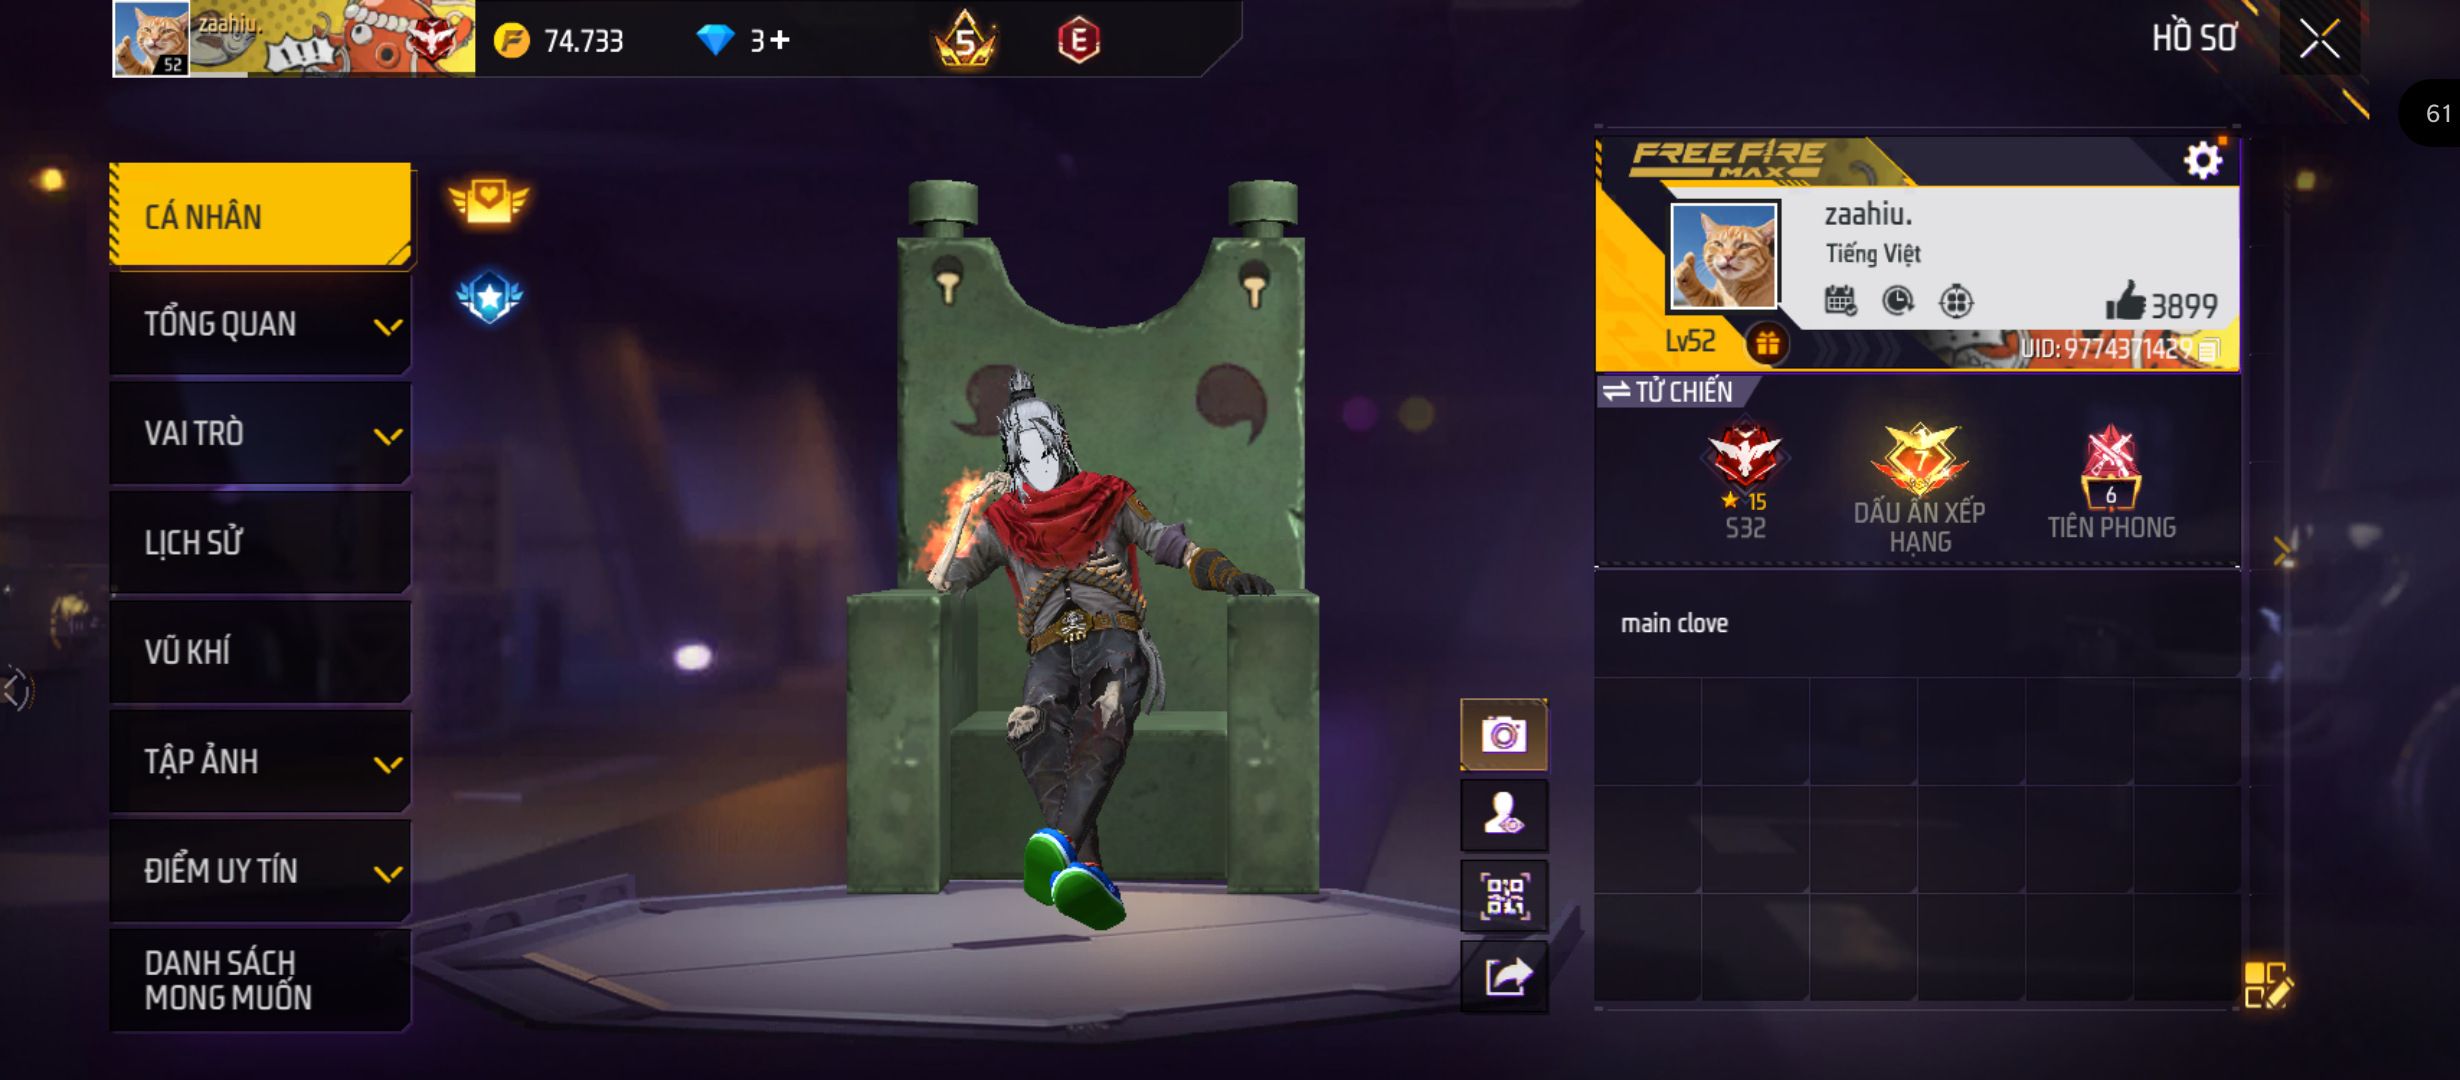 zaahiu.
52
74.733
3+
5
E
HỒ SƠ
61
CÁ NHÂN
TỔNG QUAN
VAI TRÒ
LỊCH SỬ
VŨ KHÍ
TẬP ẢNH
ĐIỂM UY TÍN
DANH SÁCH
MONG MUỐN
FREE FIRE
MAX
zaahiu.
Tiếng Việt
3899
Lv52
UID: 9774371429
TỬ CHIẾN
15
S32
7
DẤU ẤN XẾP
HẠNG
6
TIÊN PHONG
main clove